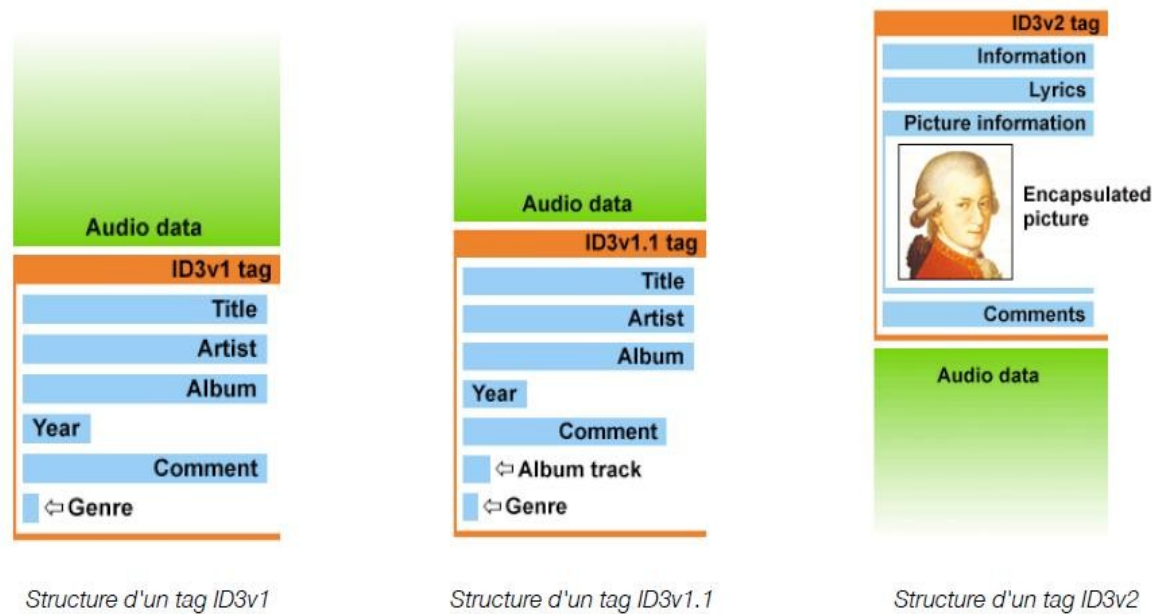 Audio data
ID3v1 tag
Title
Artist
Album
Year
Comment
⇦ Genre
Structure d'un tag ID3v1
Audio data
ID3v1.1 tag
Title
Artist
Album
Year
Comment
⇦ Album track
⇦ Genre
Structure d'un tag ID3v1.1
ID3v2 tag
Information
Lyrics
Picture information
Encapsulated
picture
Comments
Audio data
Structure d'un tag ID3v2